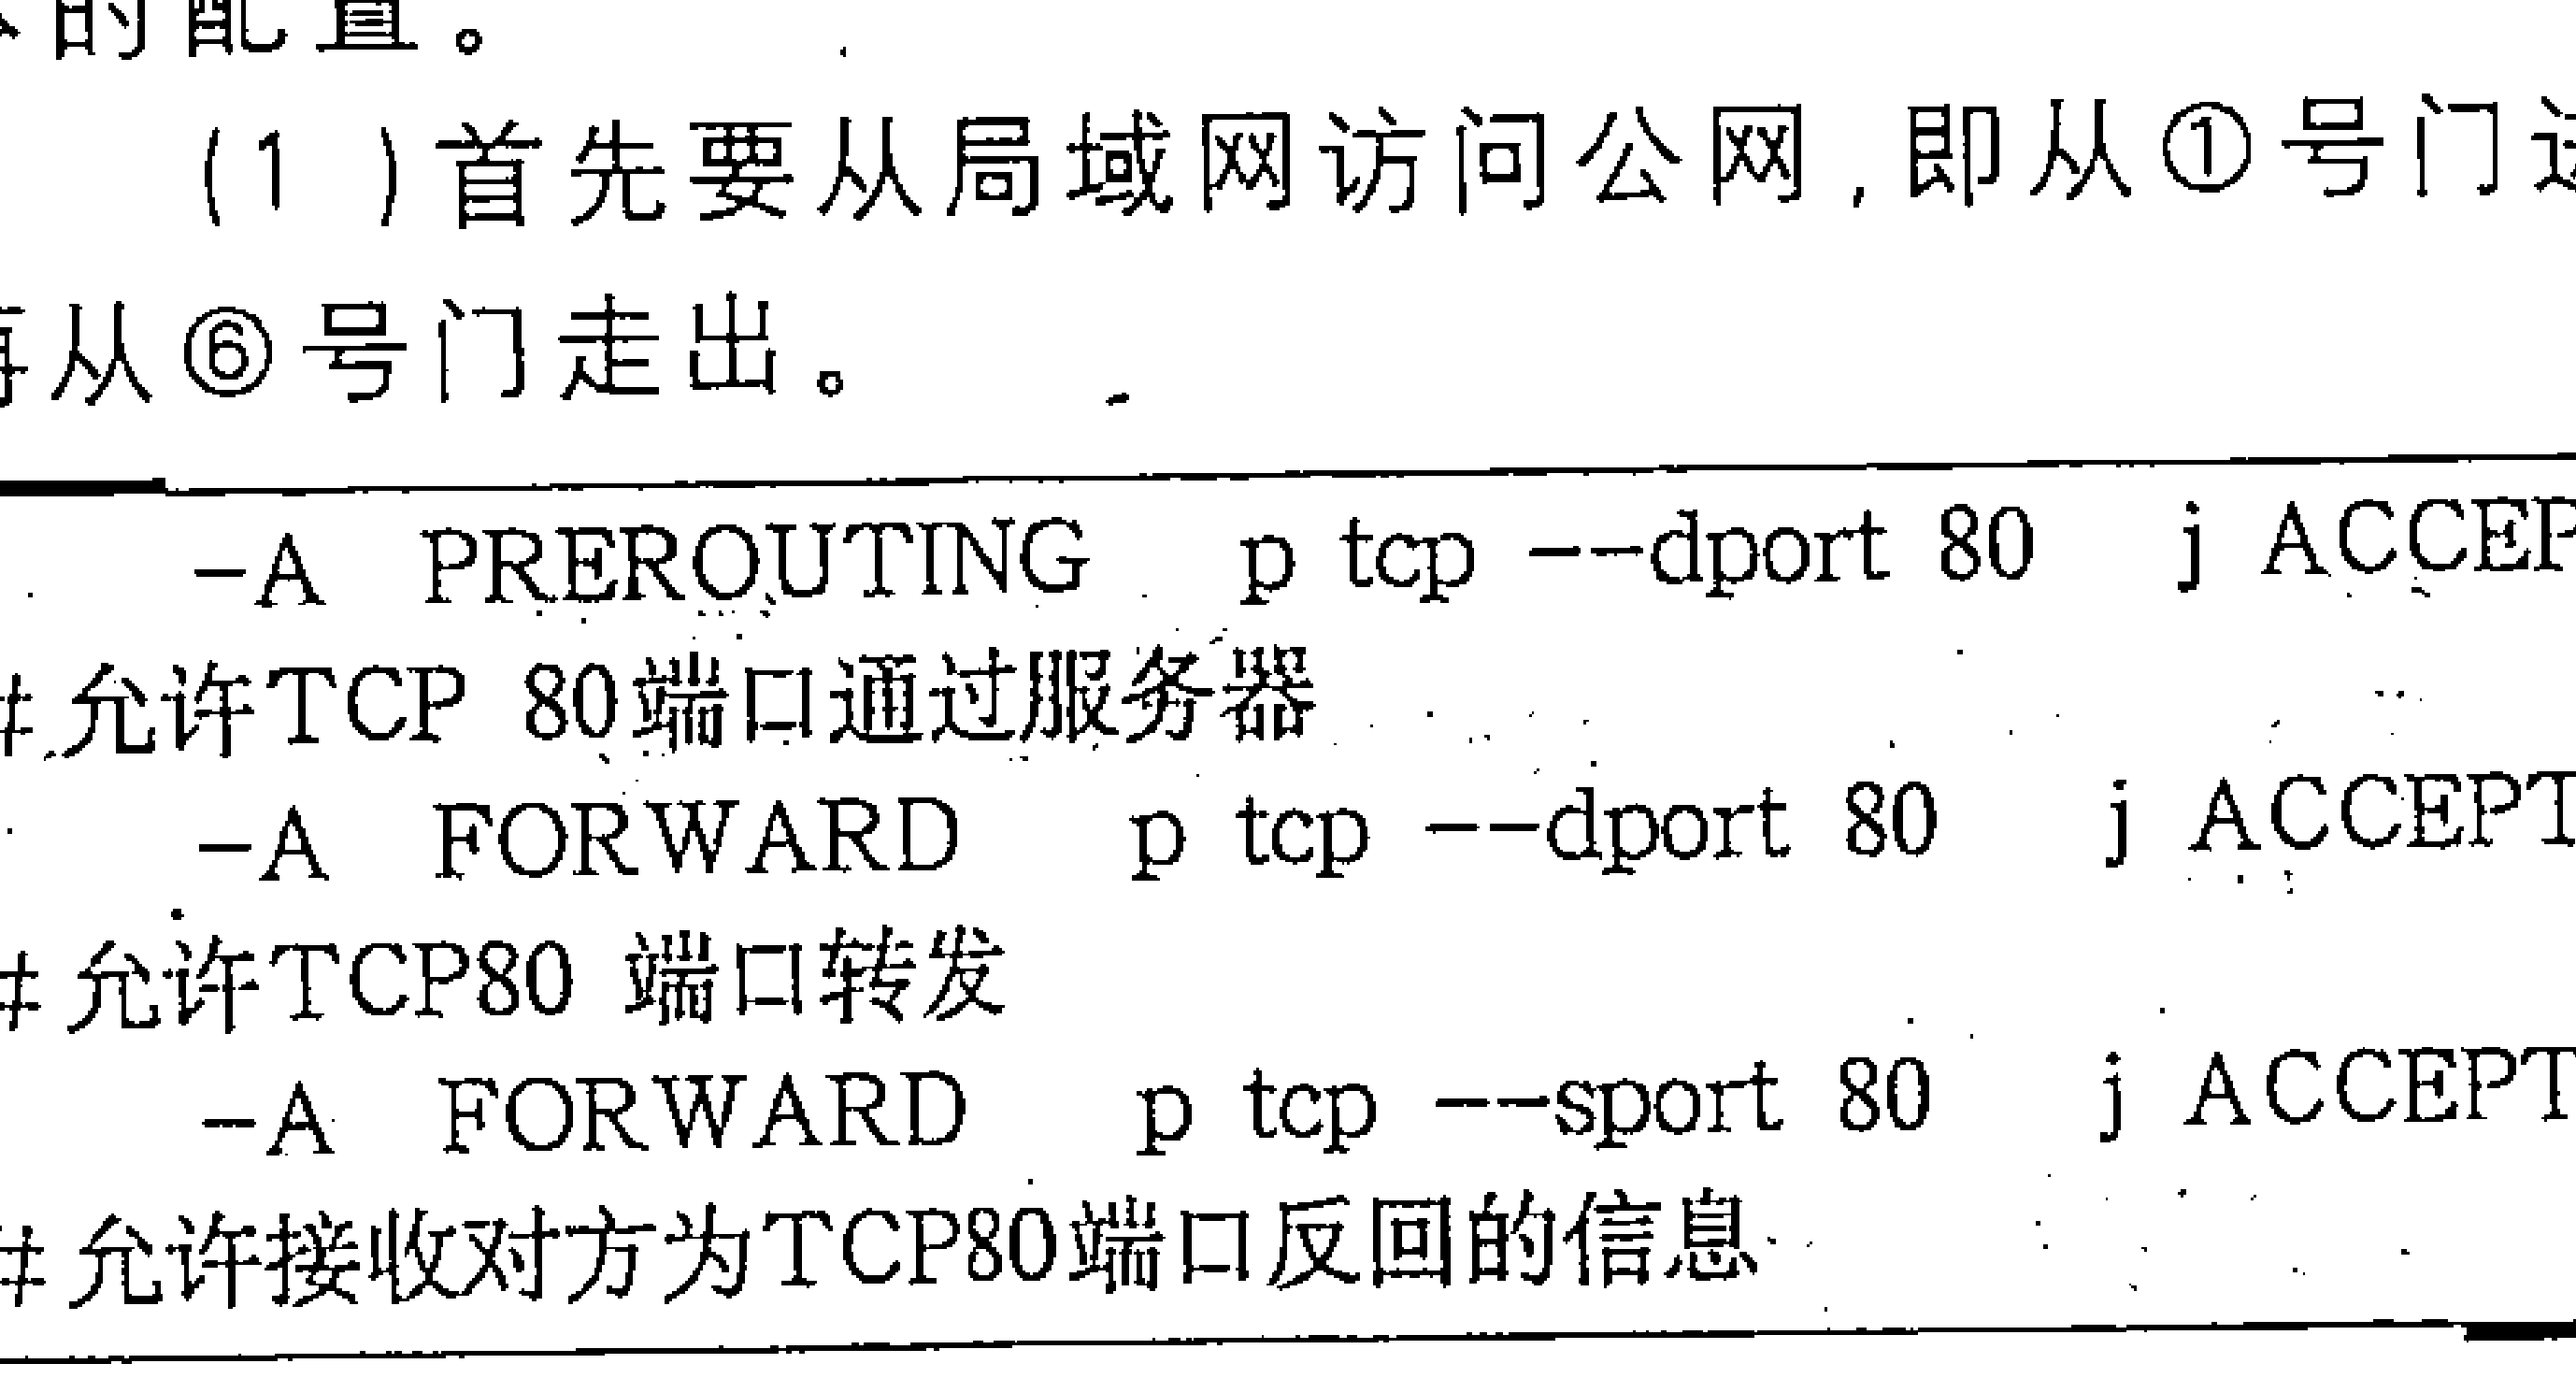 的配置。
(1 )首先要从局域网访问公网,即从①号门进
再从⑥号门走出。
-A PREROUTING p tcp --dport 80 j ACCEP
#允许TCP 80端口通过服务器
-A FORWARD p tcp --dport 80 j ACCEPT
#允许TCP80 端口转发
-A FORWARD p tcp --sport 80 j ACCEPT
#允许接收对方为TCP80端口反回的信息